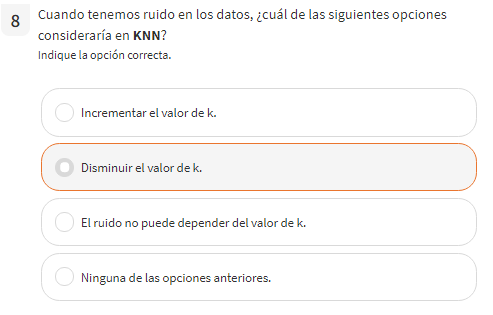 8
Cuando tenemos ruido en los datos, ¿cuál de las siguientes opciones
consideraría en KNN?
Indique la opción correcta.
Incrementar el valor de k.
Disminuir el valor de k.
El ruido no puede depender del valor de k.
Ninguna de las opciones anteriores.